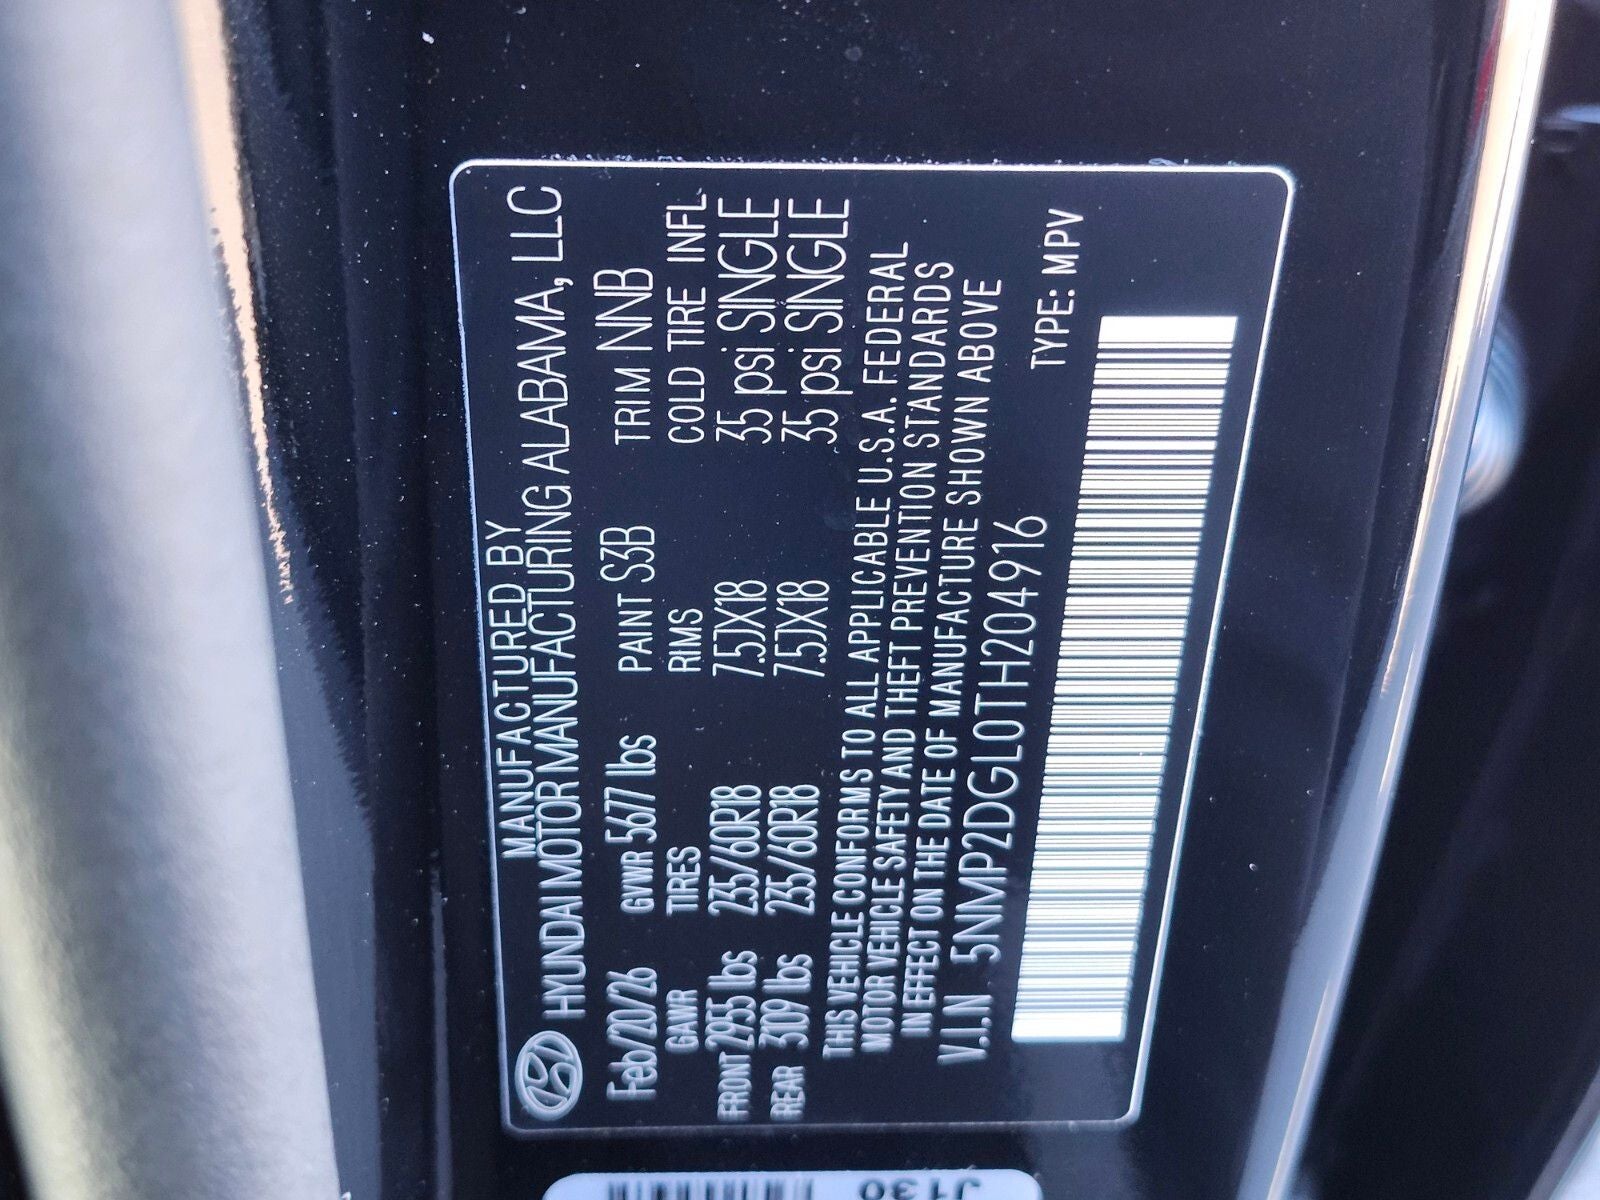 MANUFACTURED BY
HYUNDAI MOTOR MANUFACTURING ALABAMA, LLC
Feb/20/26 GVWR 5677 lbs PAINT S3B TRIM NNB
GAWR TIRES RIMS COLD TIRE INFL
FRONT 2955 lbs 235/60R18 7.5JX18 35 psi SINGLE
REAR 3109 lbs 235/60R18 7.5JX18 35 psi SINGLE
THIS VEHICLE CONFORMS TO ALL APPLICABLE U.S.A. FEDERAL
MOTOR VEHICLE SAFETY AND THEFT PREVENTION STANDARDS
IN EFFECT ON THE DATE OF MANUFACTURE SHOWN ABOVE
V.I.N. 5NMP2DGL0TH204916 TYPE: MPV
J130